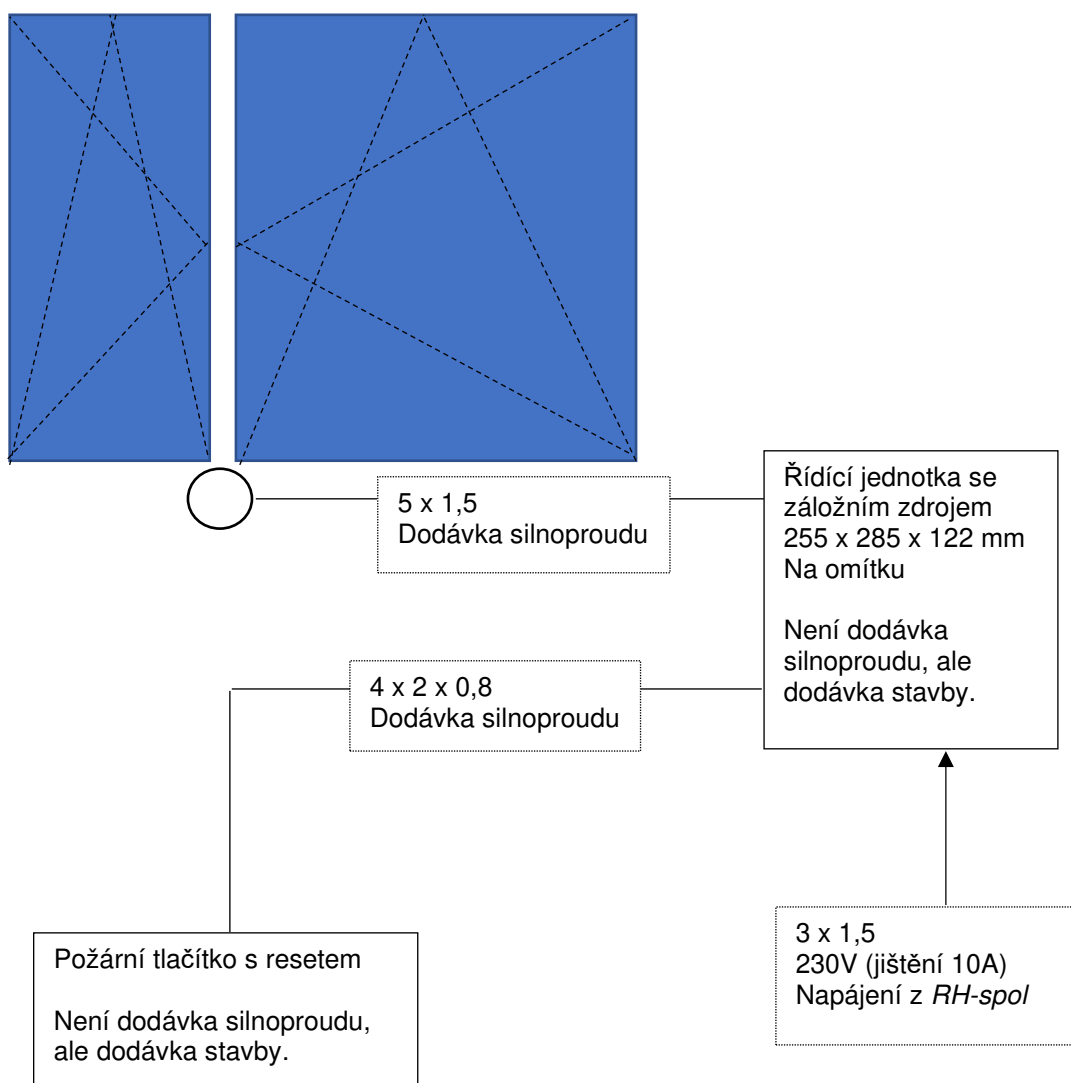 5 x 1,5
Dodávka silnoproudu
Řídící jednotka se
záložním zdrojem
255 x 285 x 122 mm
Na omítku
Není dodávka
silnoproudu, ale
dodávka stavby.
4 x 2 x 0,8
Dodávka silnoproudu
Požární tlačítko s resetem
Není dodávka silnoproudu,
ale dodávka stavby.
3 x 1,5
230V (jištění 10A)
Napájení z RH-spol